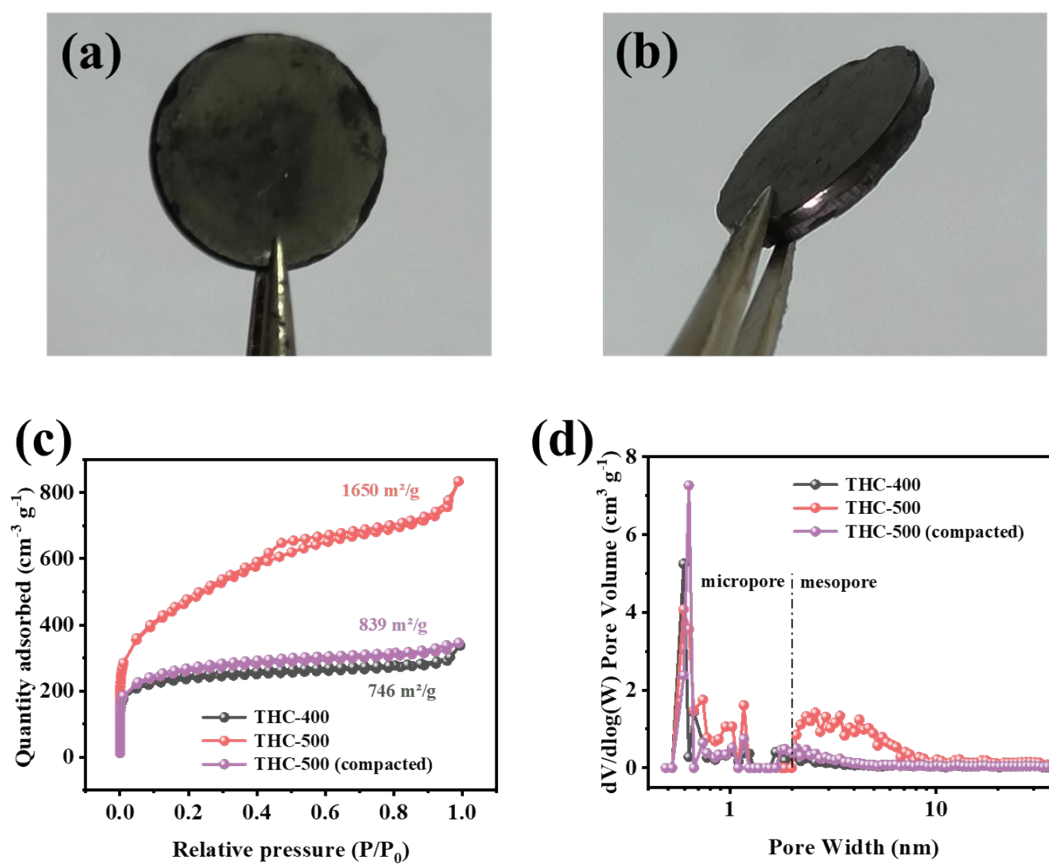 (a)
(b)
(c)
Quantity adsorbed (cm⁻³ g⁻¹)
800
600
400
200
0
1650 m²/g
839 m²/g
746 m²/g
THC-400
THC-500
THC-500 (compacted)
0.0 0.2 0.4 0.6 0.8 1.0
Relative pressure (P/P₀)
(d)
dV/dlog(W) Pore Volume (cm³ g⁻¹)
8
6
4
2
0
THC-400
THC-500
THC-500 (compacted)
micropore mesopore
1 10
Pore Width (nm)